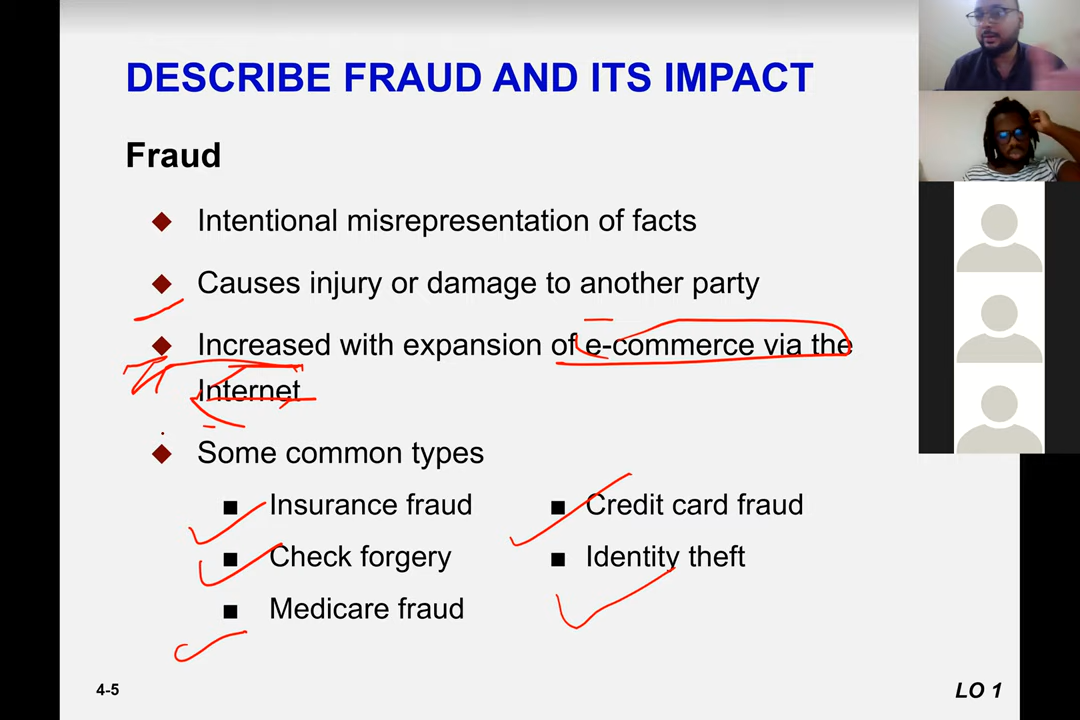 DESCRIBE FRAUD AND ITS IMPACT
Fraud
Intentional misrepresentation of facts
Causes injury or damage to another party
Increased with expansion of e-commerce via the
Internet
Some common types
Insurance fraud
Credit card fraud
Check forgery
Identity theft
Medicare fraud
4-5
LO 1